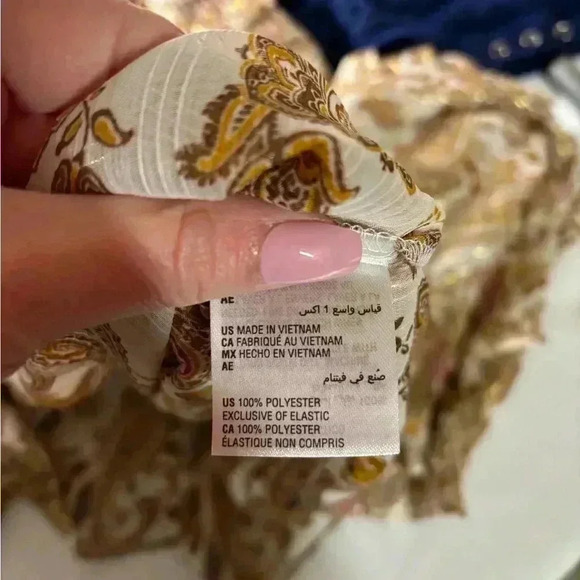 AE
قياس واسع 1 اكس
US MADE IN VIETNAM
CA FABRIQUÉ AU VIETNAM
MX HECHO EN VIETNAM
AE
صُنع في فيتنام
US 100% POLYESTER
EXCLUSIVE OF ELASTIC
CA 100% POLYESTER
ÉLASTIQUE NON COMPRIS